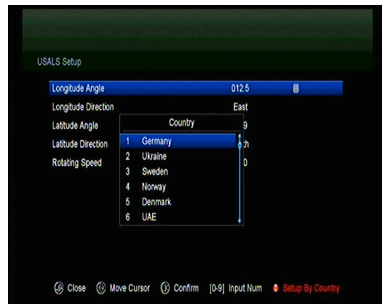 USALS Setup
Longitude Angle 012.5
Longitude Direction East
Latitude Angle 9
Latitude Direction
Rotating Speed 0
Country
1 Germany
2 Ukraine
3 Sweden
4 Norway
5 Denmark
6 UAE
Close Move Cursor Confirm [0-9] Input Num Setup By Country